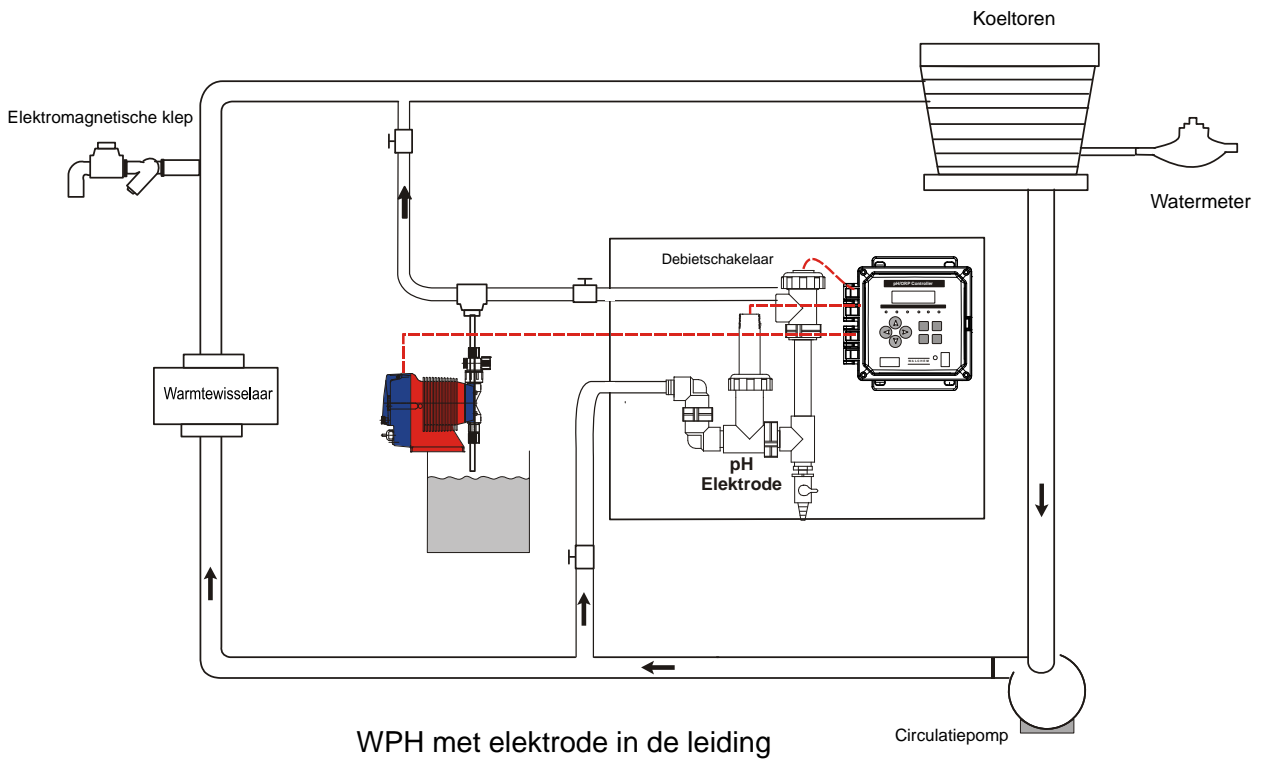 Koeltoren
Elektromagnetische klep
Watermeter
Debietschakelaar
pH/ORP Controller
Warmtewisselaar
pH
Elektrode
Circulatiepomp
WPH met elektrode in de leiding